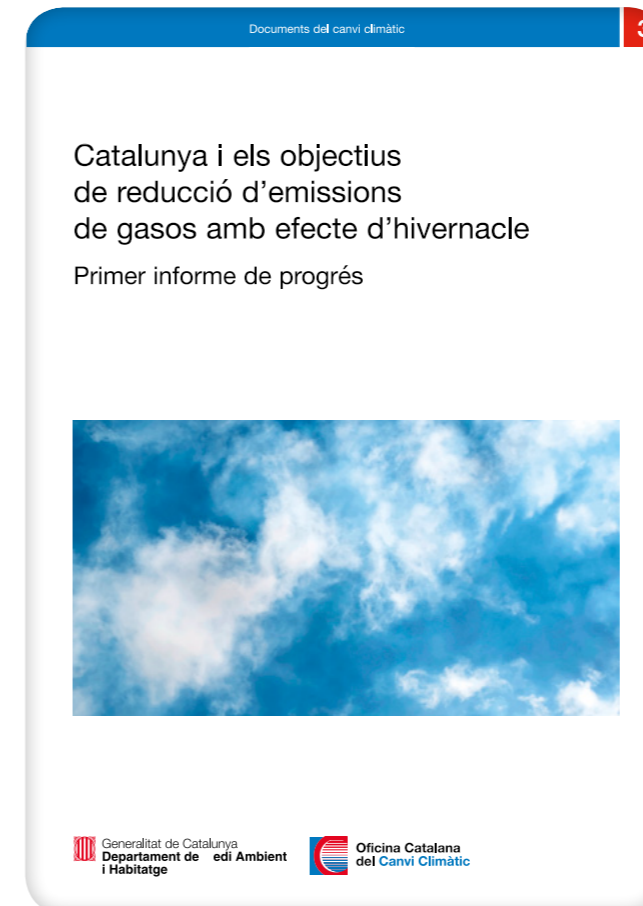 Documents del canvi climàtic
3
Catalunya i els objectius
de reducció d'emissions
de gasos amb efecte d'hivernacle
Primer informe de progrés
Generalitat de Catalunya
Departament de edi Ambient
i Habitatge
Oficina Catalana
del Canvi Climàtic